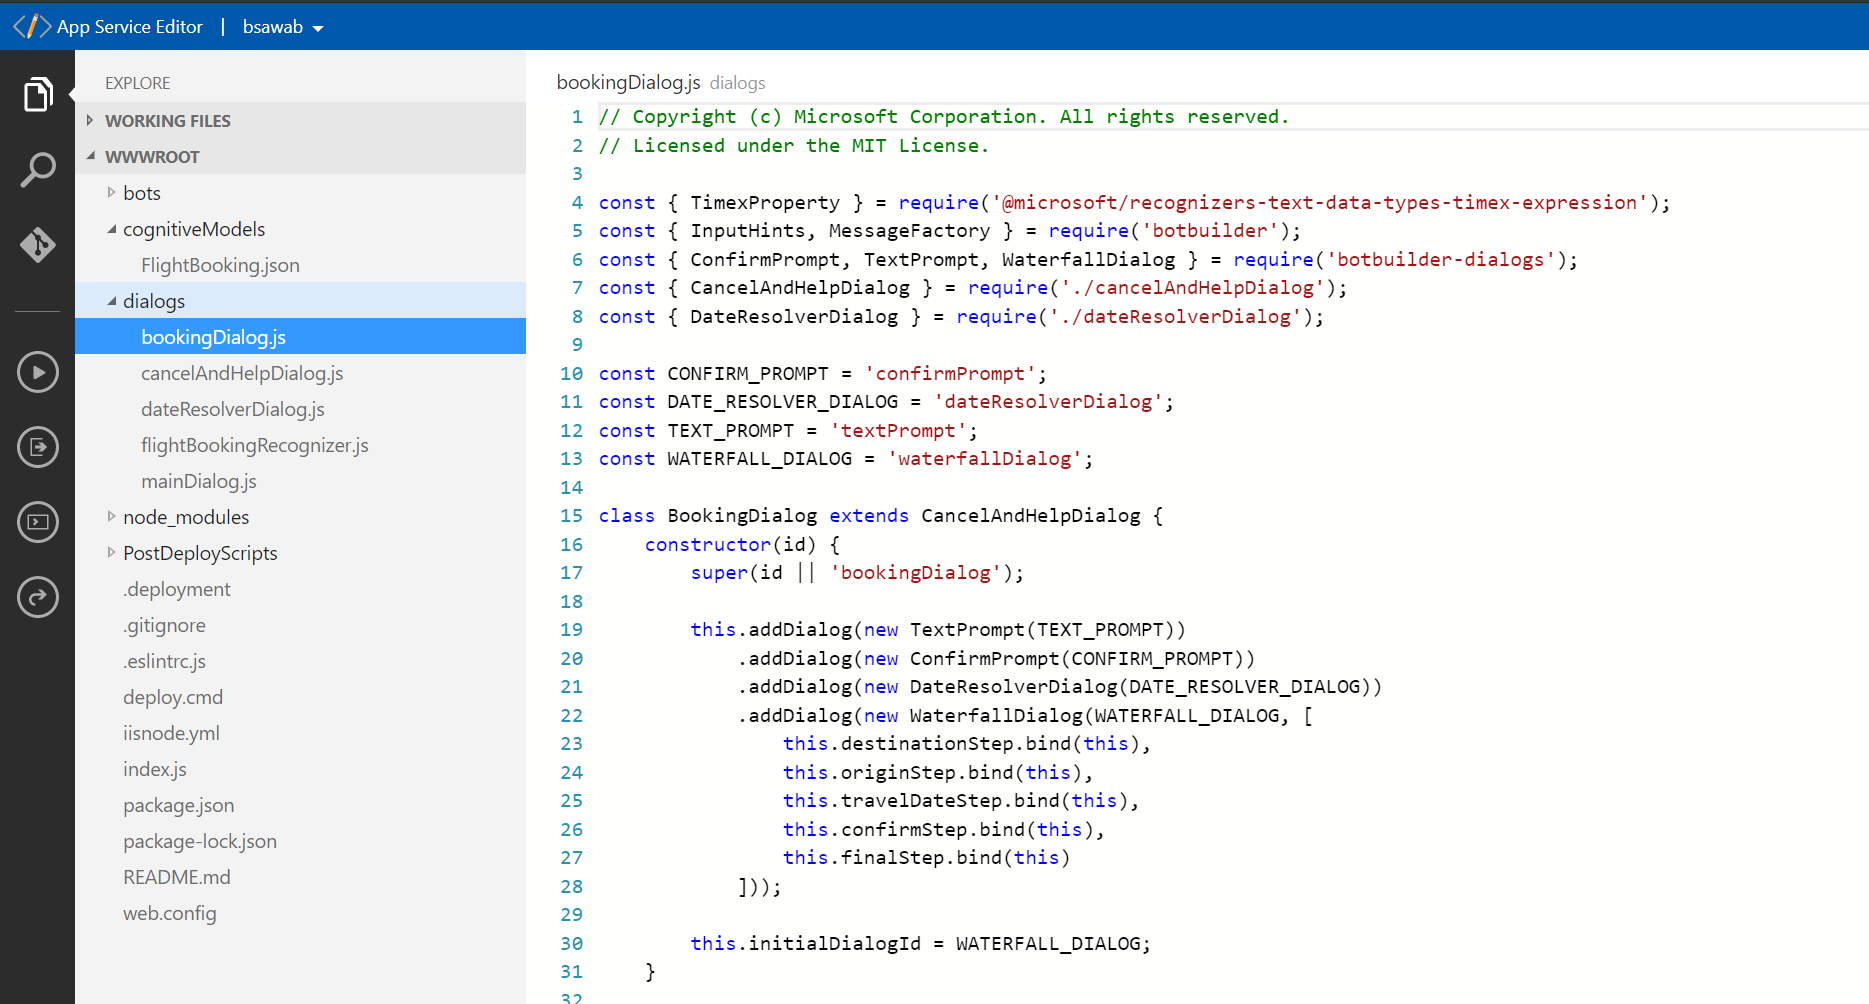 App Service Editor | bsawab
EXPLORE
WORKING FILES
WWWROOT
bots
cognitiveModels
FlightBooking.json
dialogs
bookingDialog.js
cancelAndHelpDialog.js
dateResolverDialog.js
flightBookingRecognizer.js
mainDialog.js
node_modules
PostDeployScripts
.deployment
.gitignore
.eslintrc.js
deploy.cmd
iisnode.yml
index.js
package.json
package-lock.json
README.md
web.config
bookingDialog.js dialogs
1 // Copyright (c) Microsoft Corporation. All rights reserved.
2 // Licensed under the MIT License.
3
4 const { TimexProperty } = require('@microsoft/recognizers-text-data-types-timex-expression');
5 const { InputHints, MessageFactory } = require('botbuilder');
6 const { ConfirmPrompt, TextPrompt, WaterfallDialog } = require('botbuilder-dialogs');
7 const { CancelAndHelpDialog } = require('./cancelAndHelpDialog');
8 const { DateResolverDialog } = require('./dateResolverDialog');
9
10 const CONFIRM_PROMPT = 'confirmPrompt';
11 const DATE_RESOLVER_DIALOG = 'dateResolverDialog';
12 const TEXT_PROMPT = 'textPrompt';
13 const WATERFALL_DIALOG = 'waterfallDialog';
14
15 class BookingDialog extends CancelAndHelpDialog {
16     constructor(id) {
17         super(id || 'bookingDialog');
18
19         this.addDialog(new TextPrompt(TEXT_PROMPT))
20             .addDialog(new ConfirmPrompt(CONFIRM_PROMPT))
21             .addDialog(new DateResolverDialog(DATE_RESOLVER_DIALOG))
22             .addDialog(new WaterfallDialog(WATERFALL_DIALOG, [
23                 this.destinationStep.bind(this),
24                 this.originStep.bind(this),
25                 this.travelDateStep.bind(this),
26                 this.confirmStep.bind(this),
27                 this.finalStep.bind(this)
28             ]));
29
30         this.initialDialogId = WATERFALL_DIALOG;
31     }
32